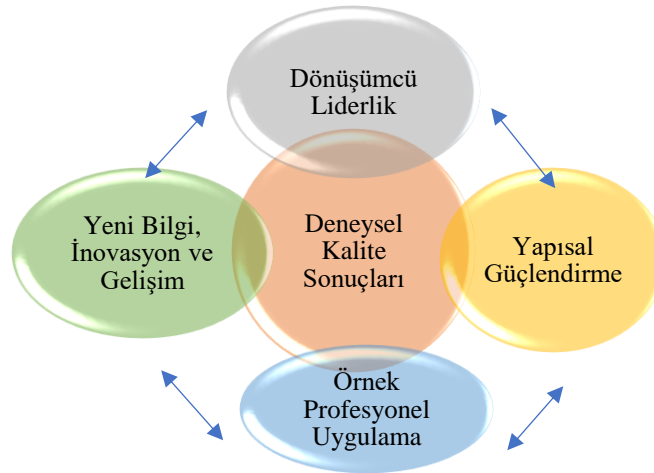 Dönüşümcü
Liderlik
Yeni Bilgi,
İnovasyon ve
Gelişim
Deneysel
Kalite
Sonuçları
Yapısal
Güçlendirme
Örnek
Profesyonel
Uygulama